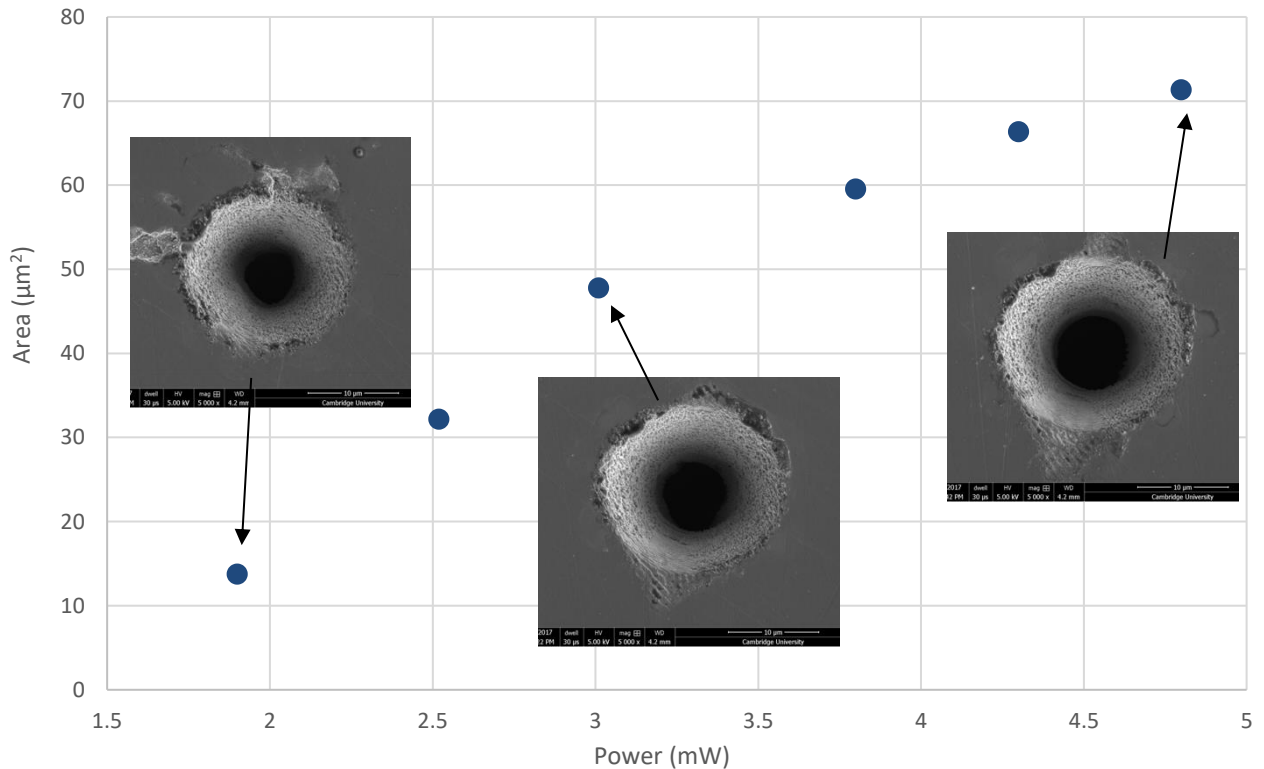 80
70
60
50
40
30
20
10
0
Area (µm²)
dwell HV mag ⊞ WD 10 µm
M 30 µs 5.00 kV 5 000 x 4.2 mm Cambridge University
2017 dwell HV mag ⊞ WD 10 µm
12 PM 30 µs 5.00 kV 5 000 x 4.2 mm Cambridge University
2017 dwell HV mag ⊞ WD 10 µm
22 PM 30 µs 5.00 kV 5 000 x 4.2 mm Cambridge University
1.5 2 2.5 3 3.5 4 4.5 5
Power (mW)